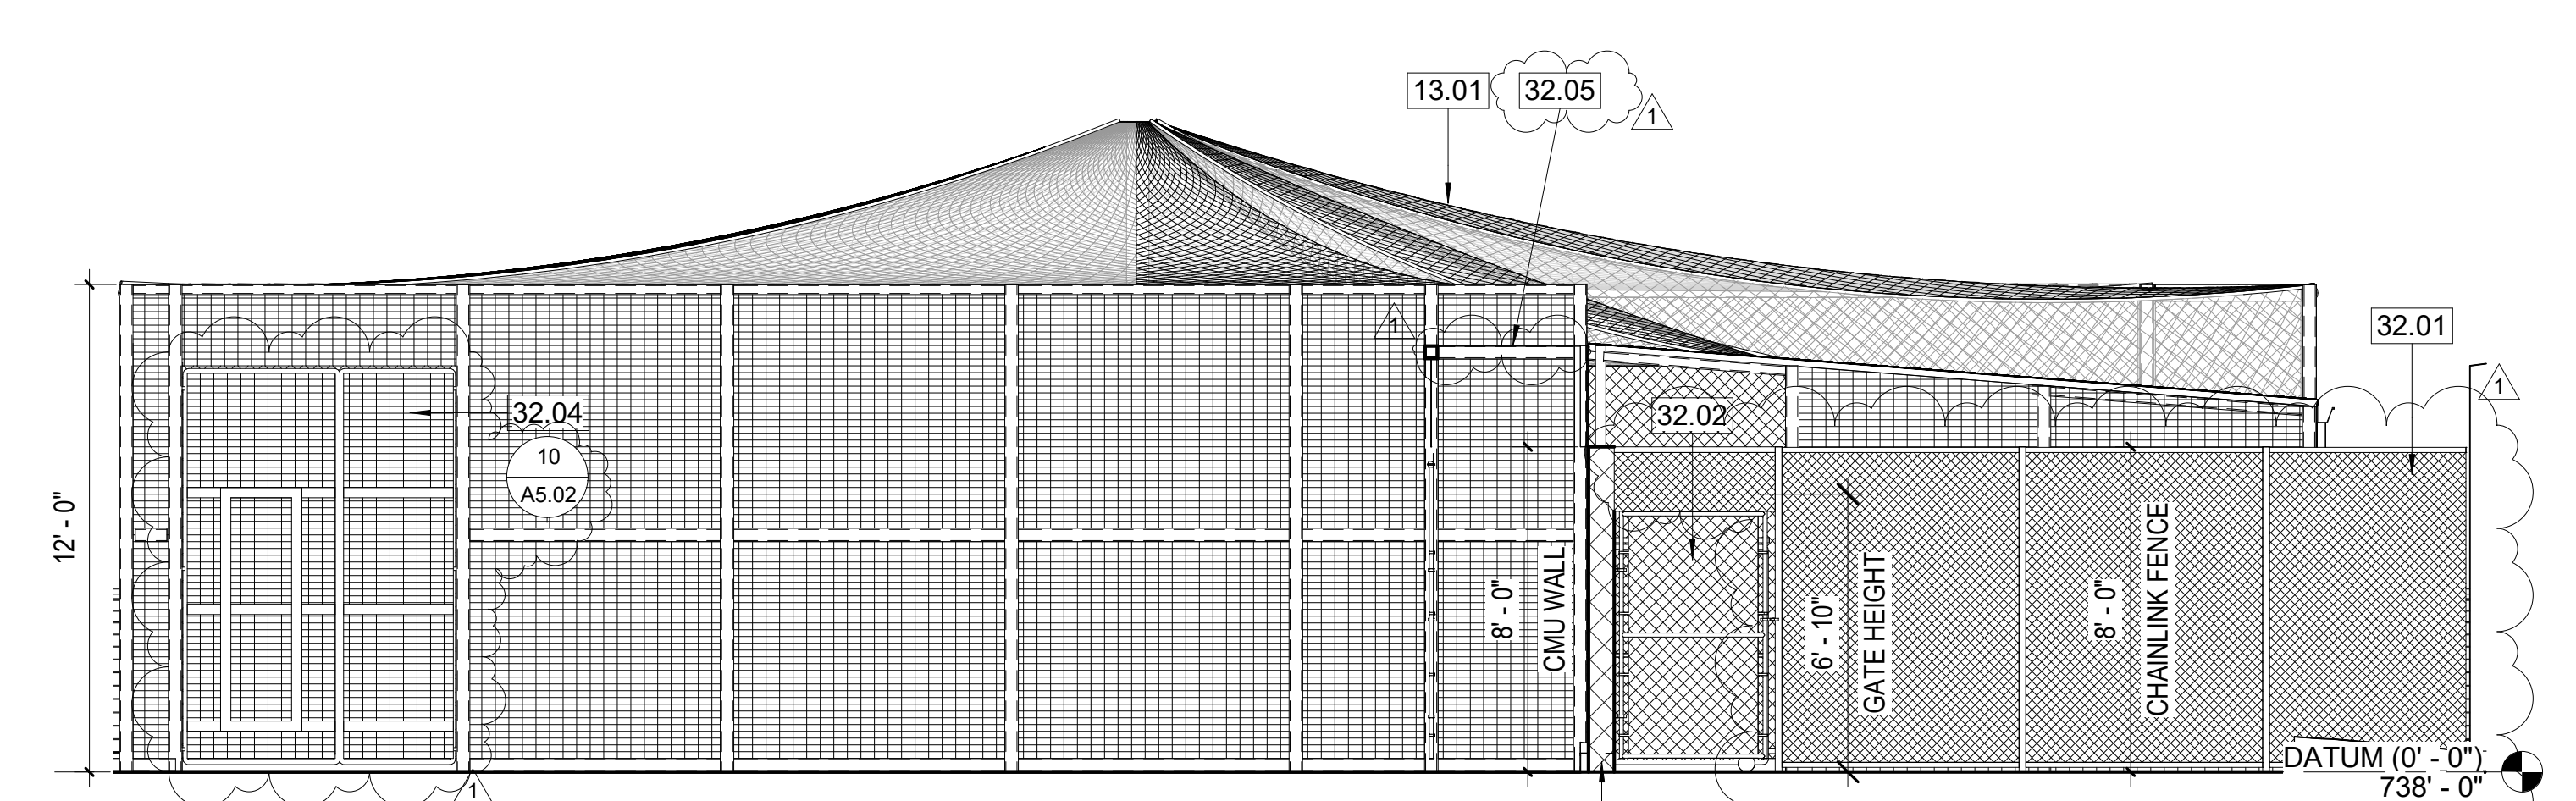 13.01
32.05
1
1
32.01
1
32.04
32.02
10
A5.02
12' - 0"
8' - 0"
CMU WALL
6' - 10"
GATE HEIGHT
8' - 0"
CHAINLINK FENCE
DATUM (0' - 0")
738' - 0"
1